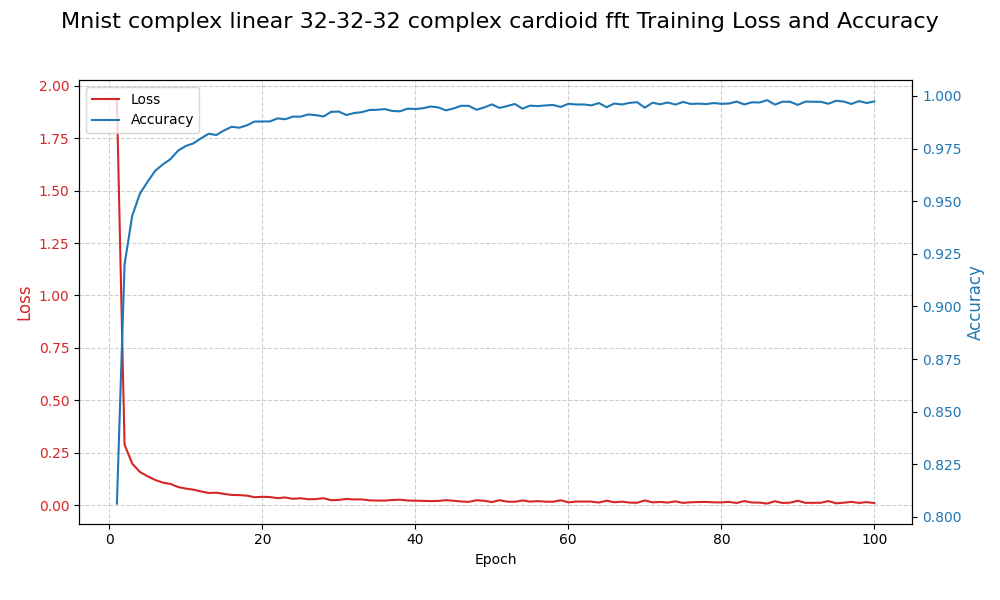 Mnist complex linear 32-32-32 complex cardioid fft Training Loss and Accuracy
Loss
Accuracy
2.00
1.75
1.50
1.25
1.00
0.75
0.50
0.25
0.00
Loss
1.000
0.975
0.950
0.925
0.900
0.875
0.850
0.825
0.800
Accuracy
0 20 40 60 80 100
Epoch